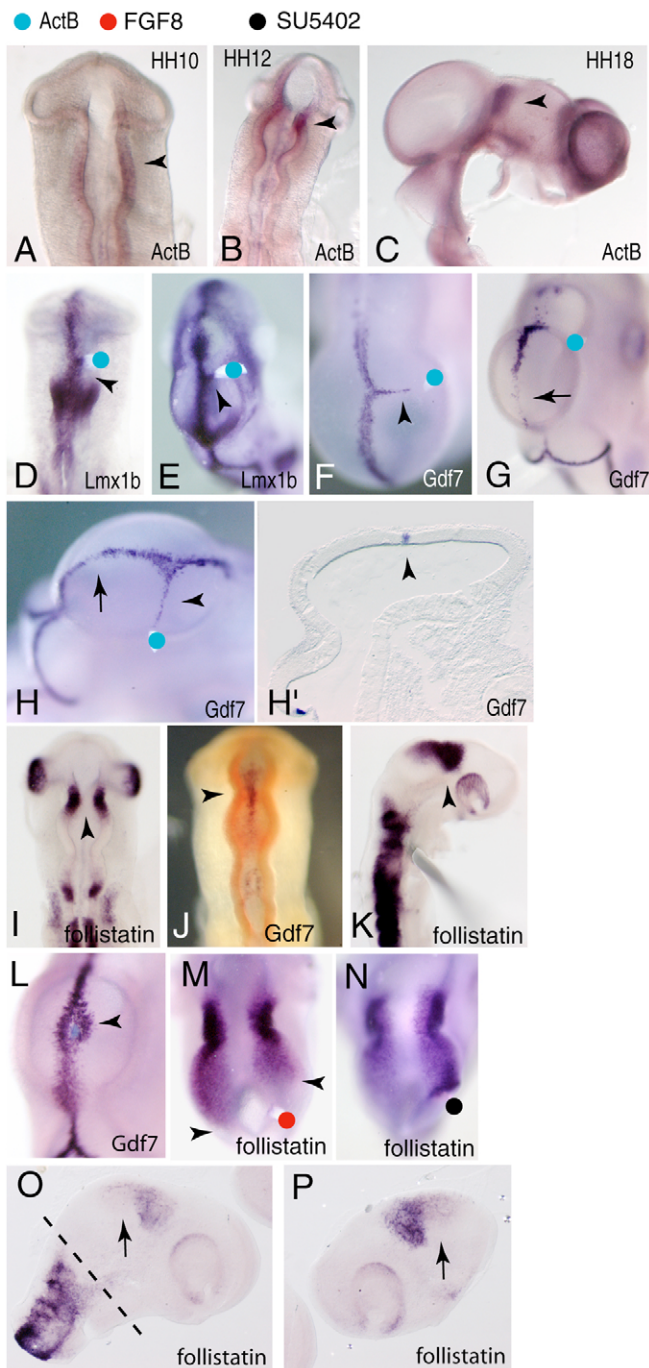 ActB FGF8 SU5402
HH10 HH12 HH18
A ActB B ActB C ActB
D Lmx1b E Lmx1b F Gdf7 G Gdf7
H Gdf7 H' Gdf7
I follistatin J Gdf7 K follistatin
L M N
Gdf7 follistatin follistatin
O P
follistatin follistatin